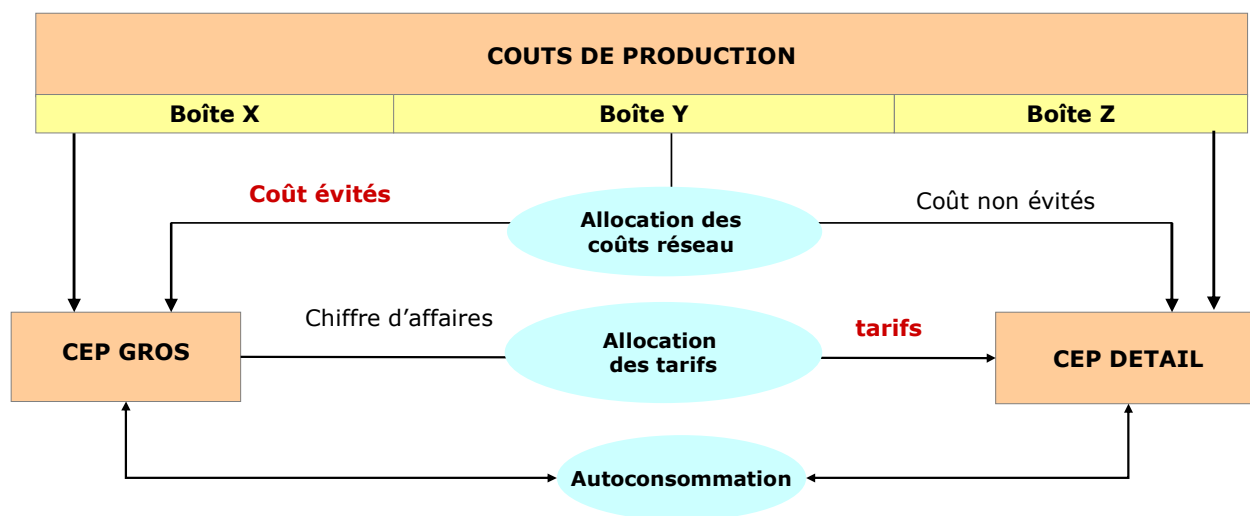 COUTS DE PRODUCTION
Boîte X
Boîte Y
Boîte Z
Coût évités
Allocation des
coûts réseau
Coût non évités
CEP GROS
Chiffre d’affaires
Allocation
des tarifs
tarifs
CEP DETAIL
Autoconsommation